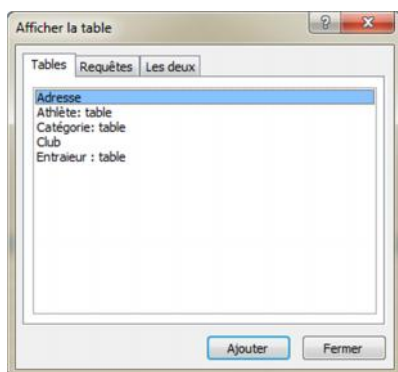 Afficher la table
Tables Requêtes Les deux
Adresse
Athlète: table
Catégorie: table
Club
Entraieur : table
Ajouter Fermer